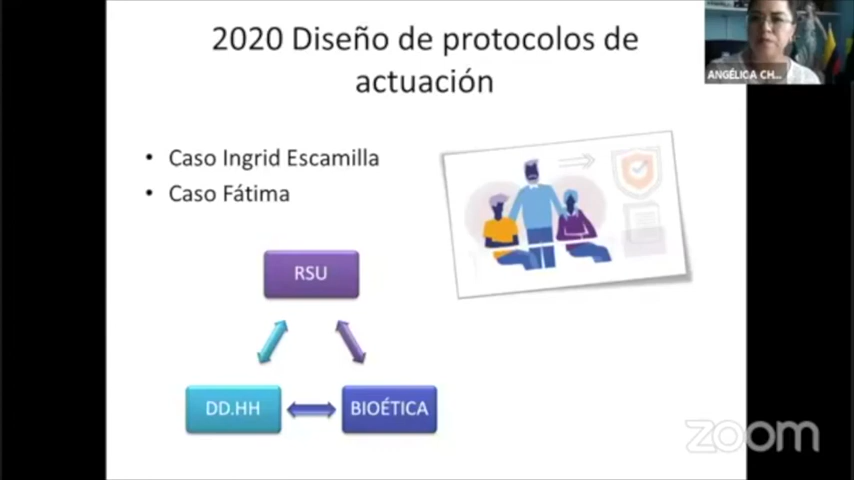 2020 Diseño de protocolos de
actuación
ANGÉLICA CH...
• Caso Ingrid Escamilla
• Caso Fátima
RSU
DD.HH
BIOÉTICA
zoom